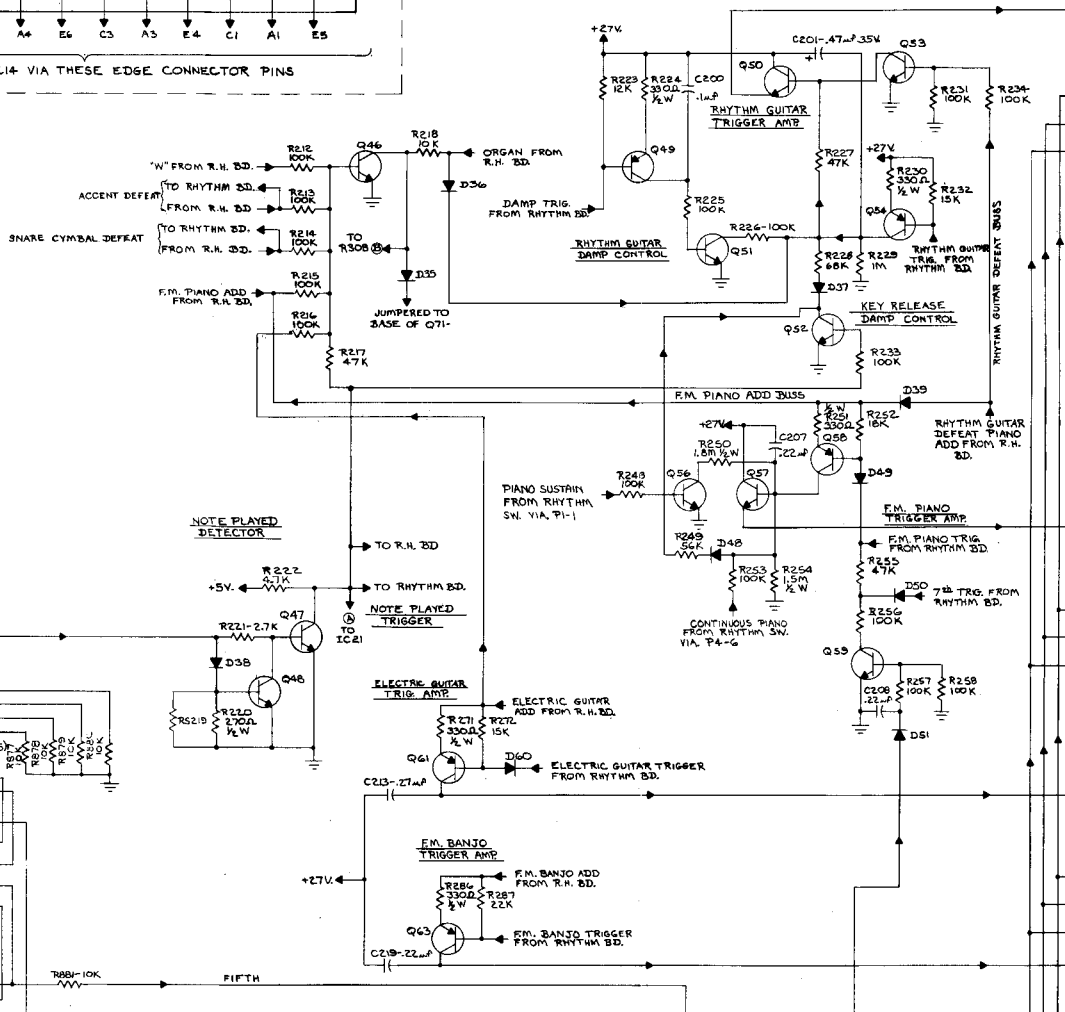 A4 E6 C3 A3 E4 C1 A1 E5
L14 VIA THESE EDGE CONNECTOR PINS
+27V.
C201-.47μF.35V.
Q53
Q50
R223
12K
R224
330Ω
½W
C200
.1μF
RHYTHM GUITAR
TRIGGER AMP.
R231
100K
R234
100K
R218
10K
R212
100K
Q46
ORGAN FROM
R.H. BD.
"W" FROM R.H. BD.
D36
Q49
R227
47K
+27V.
R230
330Ω
½W
R232
15K
ACCENT DEFEAT
TO RHYTHM BD.
FROM R.H. BD
R213
100K
DAMP TRIG.
FROM RHYTHM BD.
R225
100K
Q54
SNARE CYMBAL DEFEAT
TO RHYTHM BD.
FROM R.H. BD.
R214
100K
TO
R308 B
RHYTHM GUITAR
DAMP CONTROL
R226-100K
Q51
R228
68K
R229
1M
RHYTHM GUITAR
TRIG. FROM
RHYTHM BD.
RHYTHM GUITAR DEFEAT BUSS
R215
100K
D35
F.M. PIANO ADD
FROM R.H. BD.
D37
R216
100K
JUMPERED TO
BASE OF Q71-
KEY RELEASE
DAMP CONTROL
Q52
R217
47K
R233
100K
F.M. PIANO ADD BUSS
D39
+27V.
½W
R251
330Ω
R252
18K
RHYTHM GUITAR
DEFEAT PIANO
ADD FROM R.H.
BD.
R250
1.8M ½W
C207
.22μF
Q58
R248
100K
Q56
Q57
D49
PIANO SUSTAIN
FROM RHYTHM
SW. VIA. P1-1
F.M. PIANO
TRIGGER AMP.
NOTE PLAYED
DETECTOR
TO R.H. BD
R249
56K
D48
F.M. PIANO TRIG
FROM RHYTHM BD.
R253
100K
R254
1.5M
½W
R255
47K
+5V.
R222
4.7K
TO RHYTHM BD.
D50
7th TRIG. FROM
RHYTHM BD.
NOTE PLAYED
TRIGGER
A
TO
IC21
R256
100K
CONTINUOUS PIANO
FROM RHYTHM SW.
VIA. P4-6
R221-2.7K
Q47
Q59
D38
Q48
R257
100K
R258
100K
C208
.22μF
ELECTRIC GUITAR
TRIG. AMP.
ELECTRIC GUITAR
ADD FROM R.H. BD.
R5219
R220
270Ω
½W
R271
330Ω
½W
R272
15K
D51
R877
10K
R878
10K
R879
10K
R880
10K
Q61
D60
ELECTRIC GUITAR TRIGGER
FROM RHYTHM BD.
C213-.27μF
F.M. BANJO
TRIGGER AMP.
+27V.
R286
330Ω
½W
R287
22K
F.M. BANJO ADD
FROM R.H. BD.
Q63
F.M. BANJO TRIGGER
FROM RHYTHM BD.
C219-.22μF
R881-10K
FIFTH